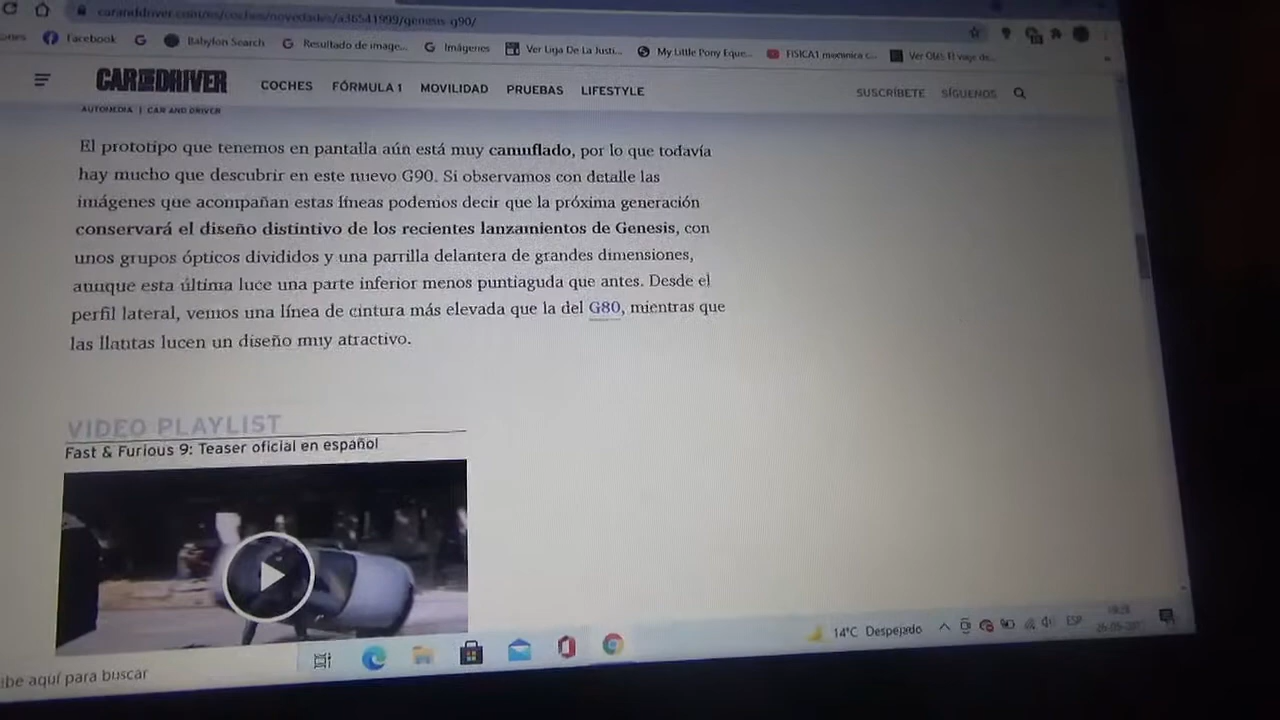 caranddriver.com/es/coches/novedades/a36541999/genesis-g90/
Facebook
G
Babylon Search
Resultado de image...
Imágenes
Ver Liga De La Justi...
My Little Pony Eque...
CAR AND DRIVER
COCHES
FÓRMULA 1
MOVILIDAD
PRUEBAS
LIFESTYLE
SUSCRÍBETE
SÍGUENOS
AUTOMEDIA | CAR AND DRIVER
El prototipo que tenemos en pantalla aún está muy camuflado, por lo que todavía
hay mucho que descubrir en este nuevo G90. Si observamos con detalle las
imágenes que acompañan estas líneas podemos decir que la próxima generación
conservará el diseño distintivo de los recientes lanzamientos de Genesis, con
unos grupos ópticos divididos y una parrilla delantera de grandes dimensiones,
aunque esta última luce una parte inferior menos puntiaguda que antes. Desde el
perfil lateral, vemos una línea de cintura más elevada que la del G80, mientras que
las llantas lucen un diseño muy atractivo.
VIDEO PLAYLIST
Fast & Furious 9: Teaser oficial en español
14°C Despejado
ESP
ibe aquí para buscar